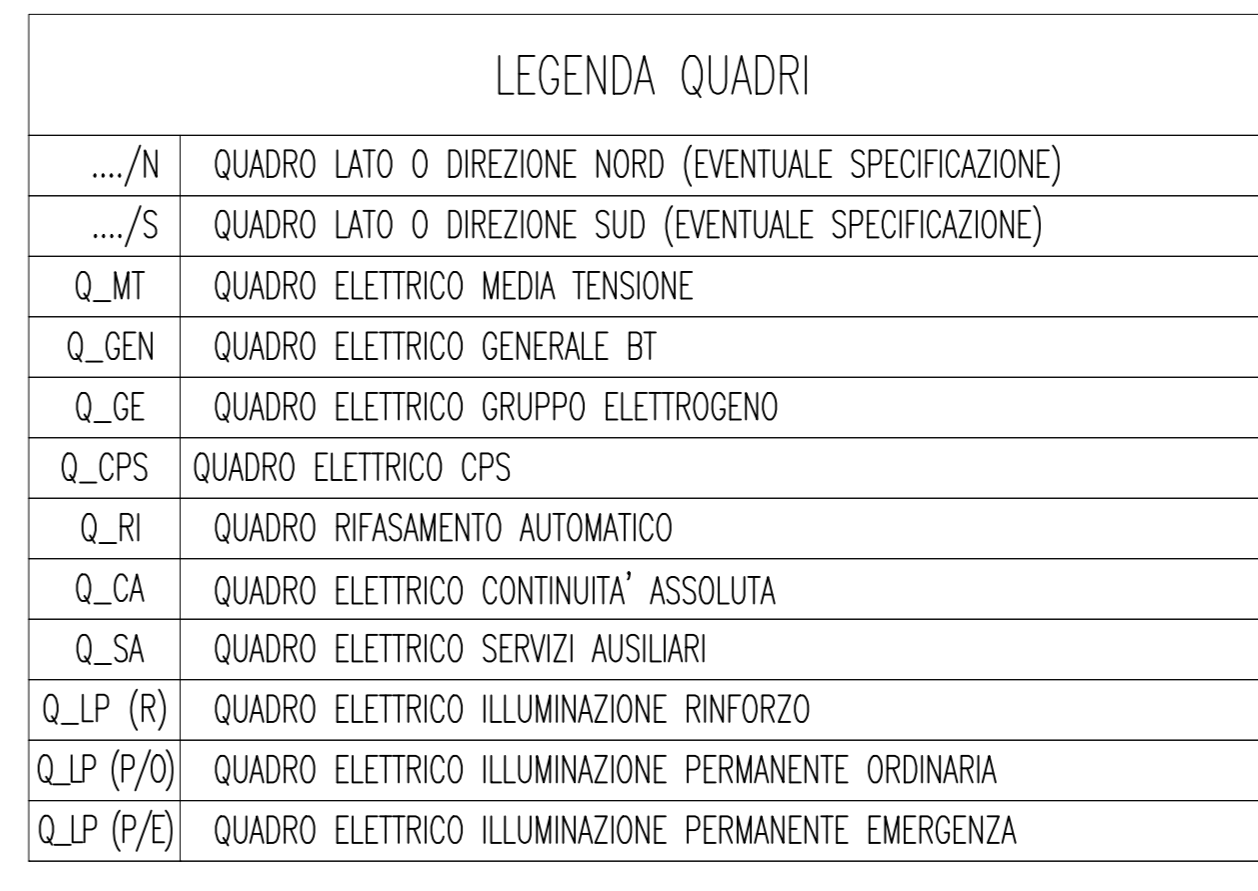 LEGENDA QUADRI
..../N QUADRO LATO O DIREZIONE NORD (EVENTUALE SPECIFICAZIONE)
..../S QUADRO LATO O DIREZIONE SUD (EVENTUALE SPECIFICAZIONE)
Q_MT QUADRO ELETTRICO MEDIA TENSIONE
Q_GEN QUADRO ELETTRICO GENERALE BT
Q_GE QUADRO ELETTRICO GRUPPO ELETTROGENO
Q_CPS QUADRO ELETTRICO CPS
Q_RI QUADRO RIFASAMENTO AUTOMATICO
Q_CA QUADRO ELETTRICO CONTINUITA' ASSOLUTA
Q_SA QUADRO ELETTRICO SERVIZI AUSILIARI
Q_LP (R) QUADRO ELETTRICO ILLUMINAZIONE RINFORZO
Q_LP (P/O) QUADRO ELETTRICO ILLUMINAZIONE PERMANENTE ORDINARIA
Q_LP (P/E) QUADRO ELETTRICO ILLUMINAZIONE PERMANENTE EMERGENZA